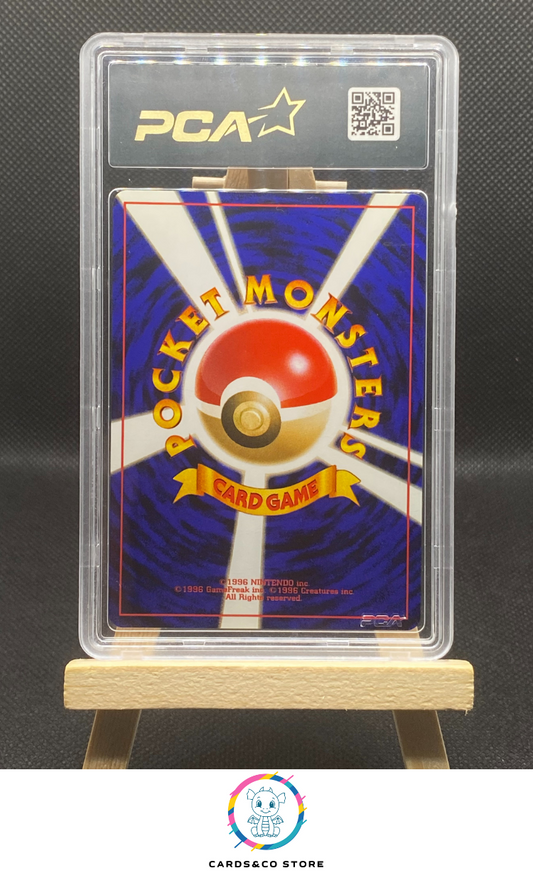 PCA
POCKET MONSTERS
CARD GAME
©1996 NINTENDO inc.
©1996 GameFreak inc. ©1996 Creatures inc.
All Rights reserved.
PCA
CARDS&CO STORE